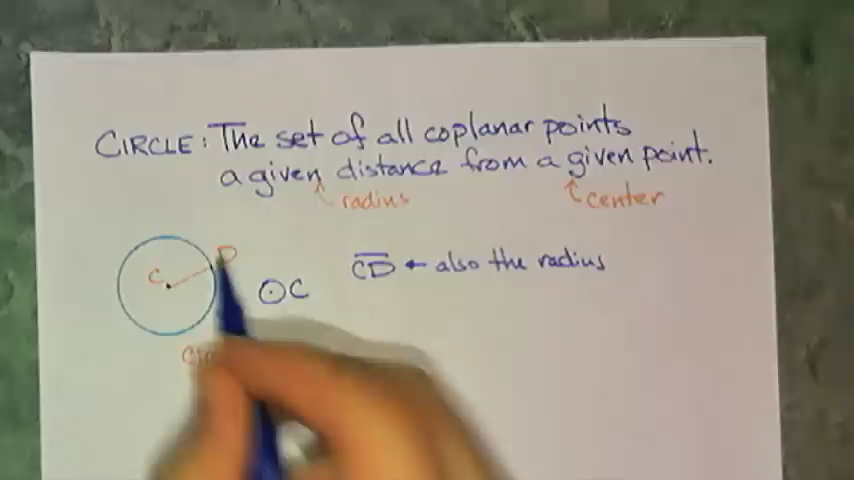 CIRCLE: The set of all coplanar points
a given distance from a given point.
radius center
C D
⊙C
CD ← also the radius